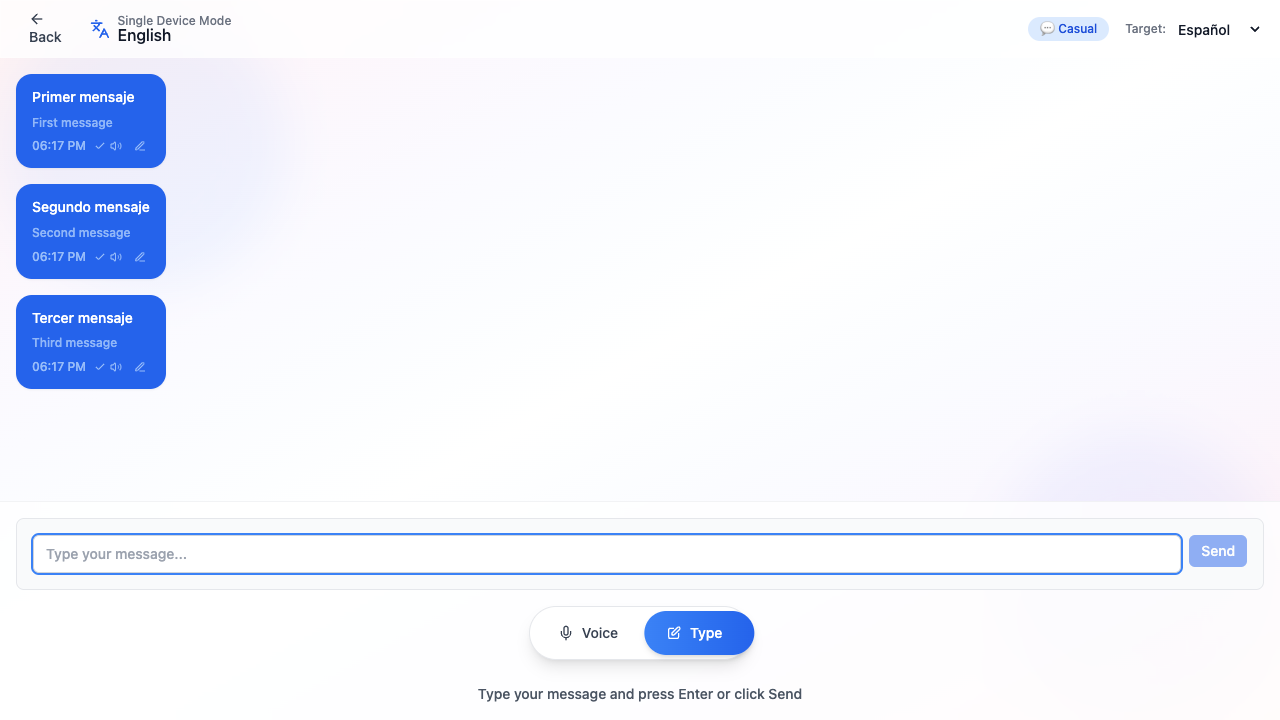 Back
Single Device Mode
English
💬 Casual
Target:
Español
Primer mensaje
First message
06:17 PM
Segundo mensaje
Second message
06:17 PM
Tercer mensaje
Third message
06:17 PM
Type your message...
Send
Voice
Type
Type your message and press Enter or click Send